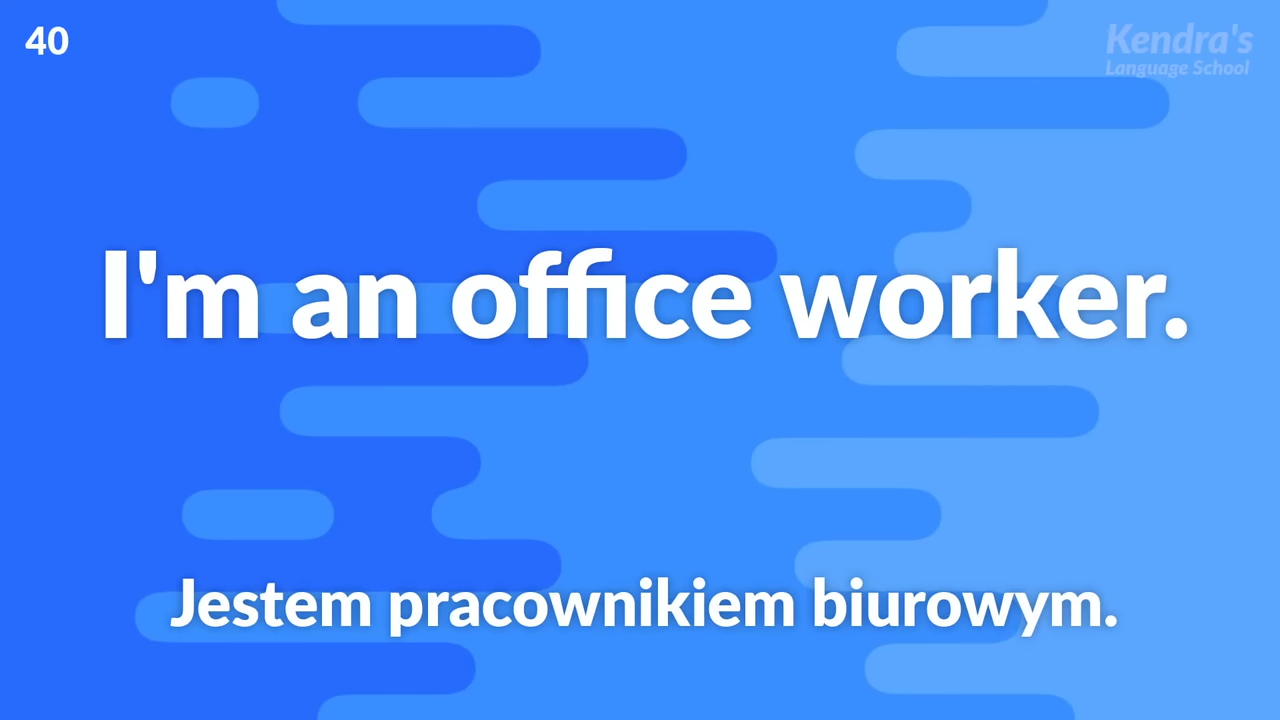 40
Kendra's
Language School
I'm an office worker.
Jestem pracownikiem biurowym.